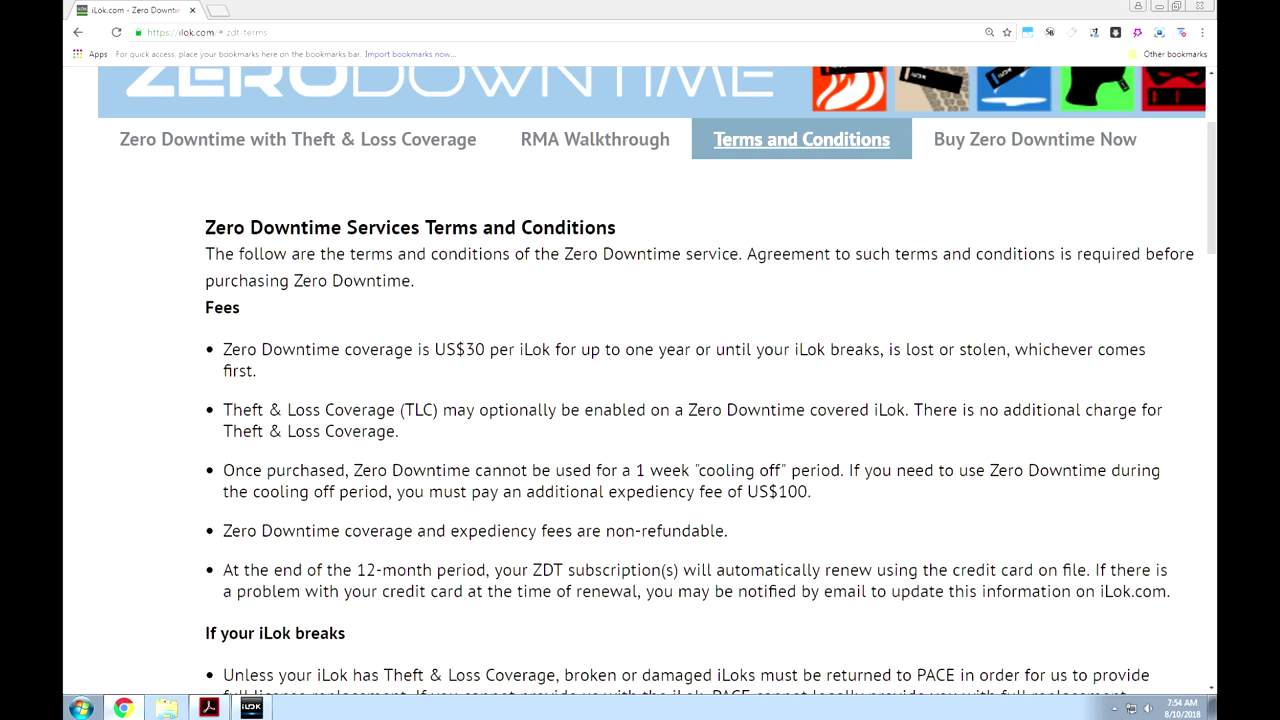 iLok.com - Zero Downtim
https://ilok.com/#!zdt-terms
Apps For quick access, place your bookmarks here on the bookmarks bar. Import bookmarks now... Other bookmarks
ZERODOWNTIME
Zero Downtime with Theft & Loss Coverage RMA Walkthrough Terms and Conditions Buy Zero Downtime Now
Zero Downtime Services Terms and Conditions
The follow are the terms and conditions of the Zero Downtime service. Agreement to such terms and conditions is required before
purchasing Zero Downtime.
Fees
• Zero Downtime coverage is US$30 per iLok for up to one year or until your iLok breaks, is lost or stolen, whichever comes
first.
• Theft & Loss Coverage (TLC) may optionally be enabled on a Zero Downtime covered iLok. There is no additional charge for
Theft & Loss Coverage.
• Once purchased, Zero Downtime cannot be used for a 1 week "cooling off" period. If you need to use Zero Downtime during
the cooling off period, you must pay an additional expediency fee of US$100.
• Zero Downtime coverage and expediency fees are non-refundable.
• At the end of the 12-month period, your ZDT subscription(s) will automatically renew using the credit card on file. If there is
a problem with your credit card at the time of renewal, you may be notified by email to update this information on iLok.com.
If your iLok breaks
• Unless your iLok has Theft & Loss Coverage, broken or damaged iLoks must be returned to PACE in order for us to provide
iLOK
7:54 AM
8/10/2018